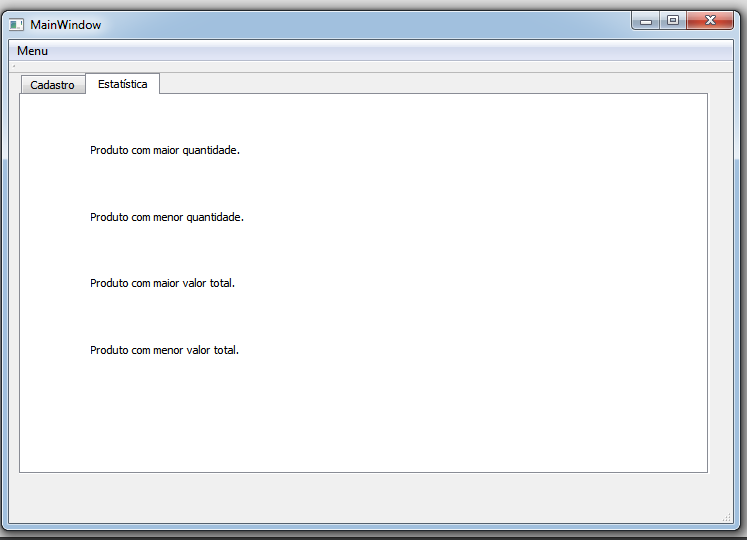 MainWindow
Menu
Cadastro Estatística
Produto com maior quantidade.
Produto com menor quantidade.
Produto com maior valor total.
Produto com menor valor total.